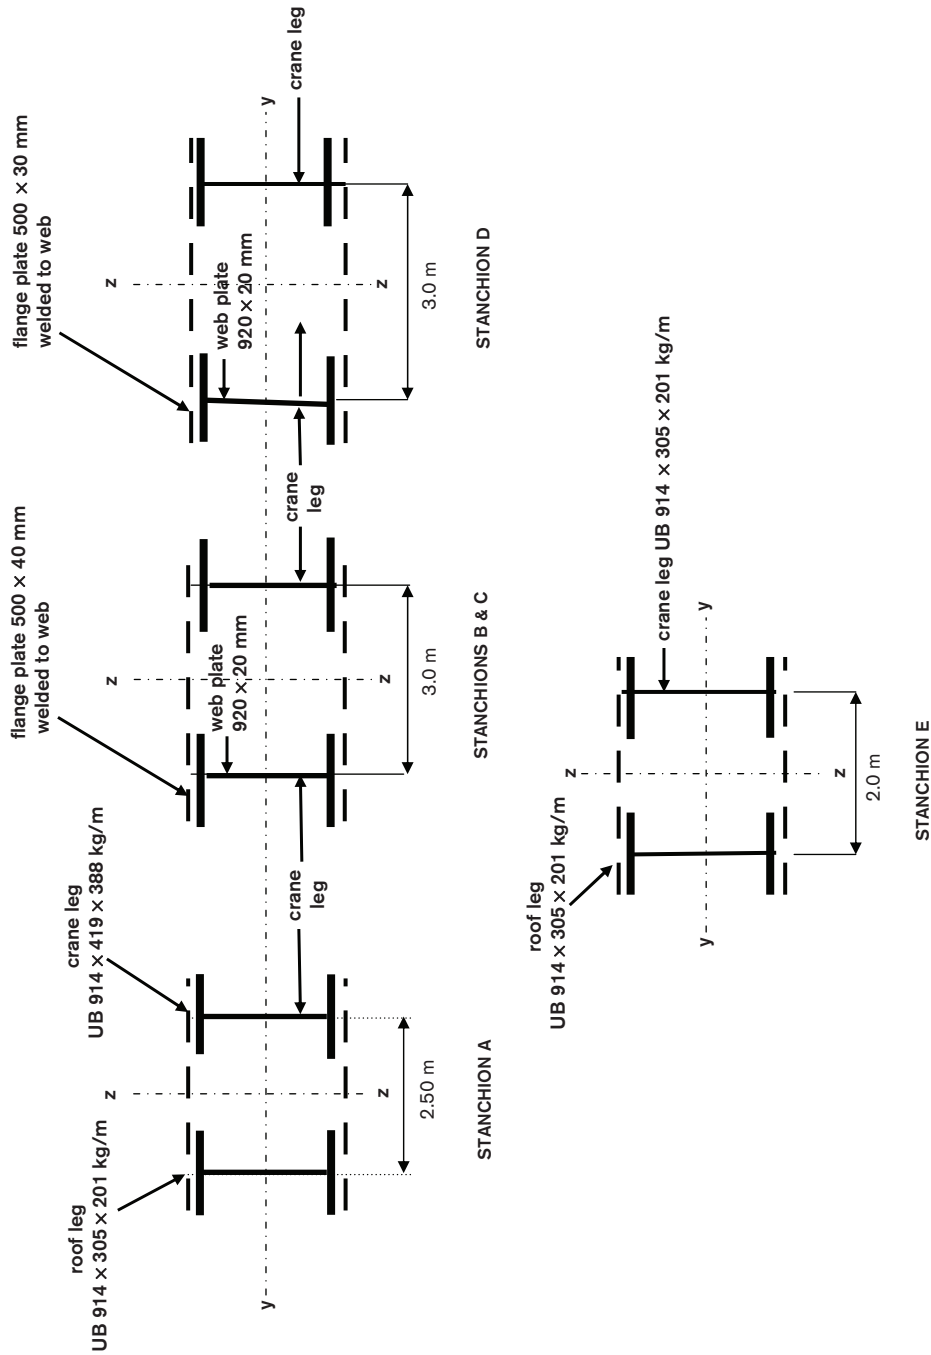 roof leg
UB 914 × 305 × 201 kg/m
crane leg
UB 914 × 419 × 388 kg/m
flange plate 500 × 40 mm
welded to web
flange plate 500 × 30 mm
welded to web
z
z
z
web plate
920 × 20 mm
web plate
920 × 20 mm
y
y
crane
leg
crane
leg
crane leg
z
z
z
2.50 m
3.0 m
3.0 m
STANCHION A
STANCHIONS B & C
STANCHION D
roof leg
UB 914 × 305 × 201 kg/m
z
crane leg UB 914 × 305 × 201 kg/m
y
y
z
2.0 m
STANCHION E